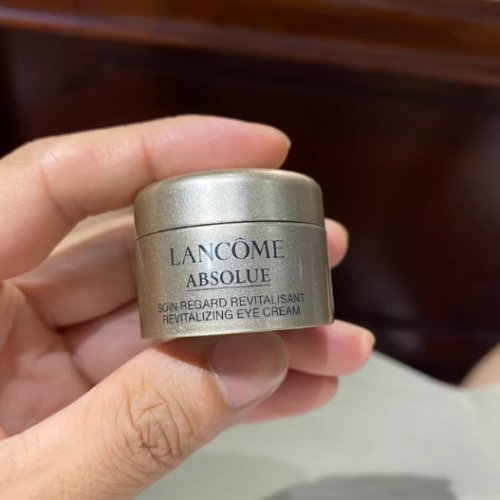 LANCÔME
ABSOLUE
SOIN REGARD REVITALISANT
REVITALIZING EYE CREAM